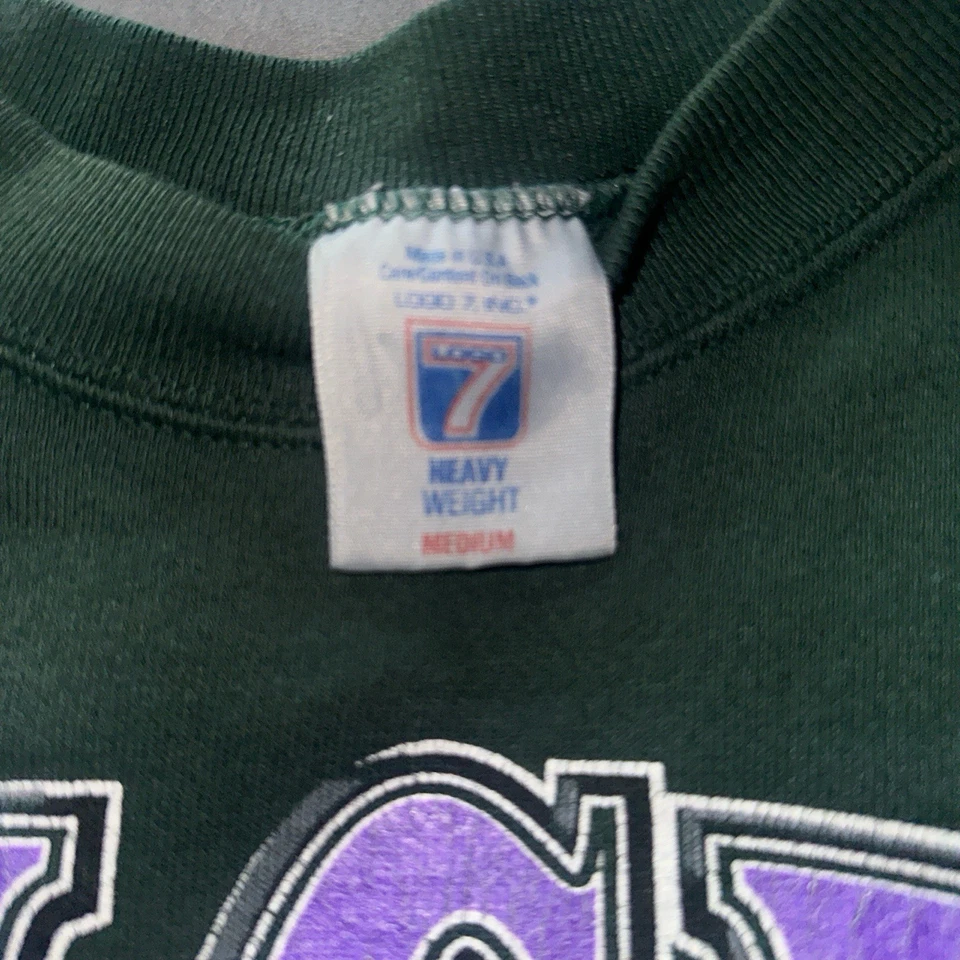 Made in U.S.A.
Care/Content On Back
LOGO 7, INC.®
LOGO
7
HEAVY
WEIGHT
MEDIUM